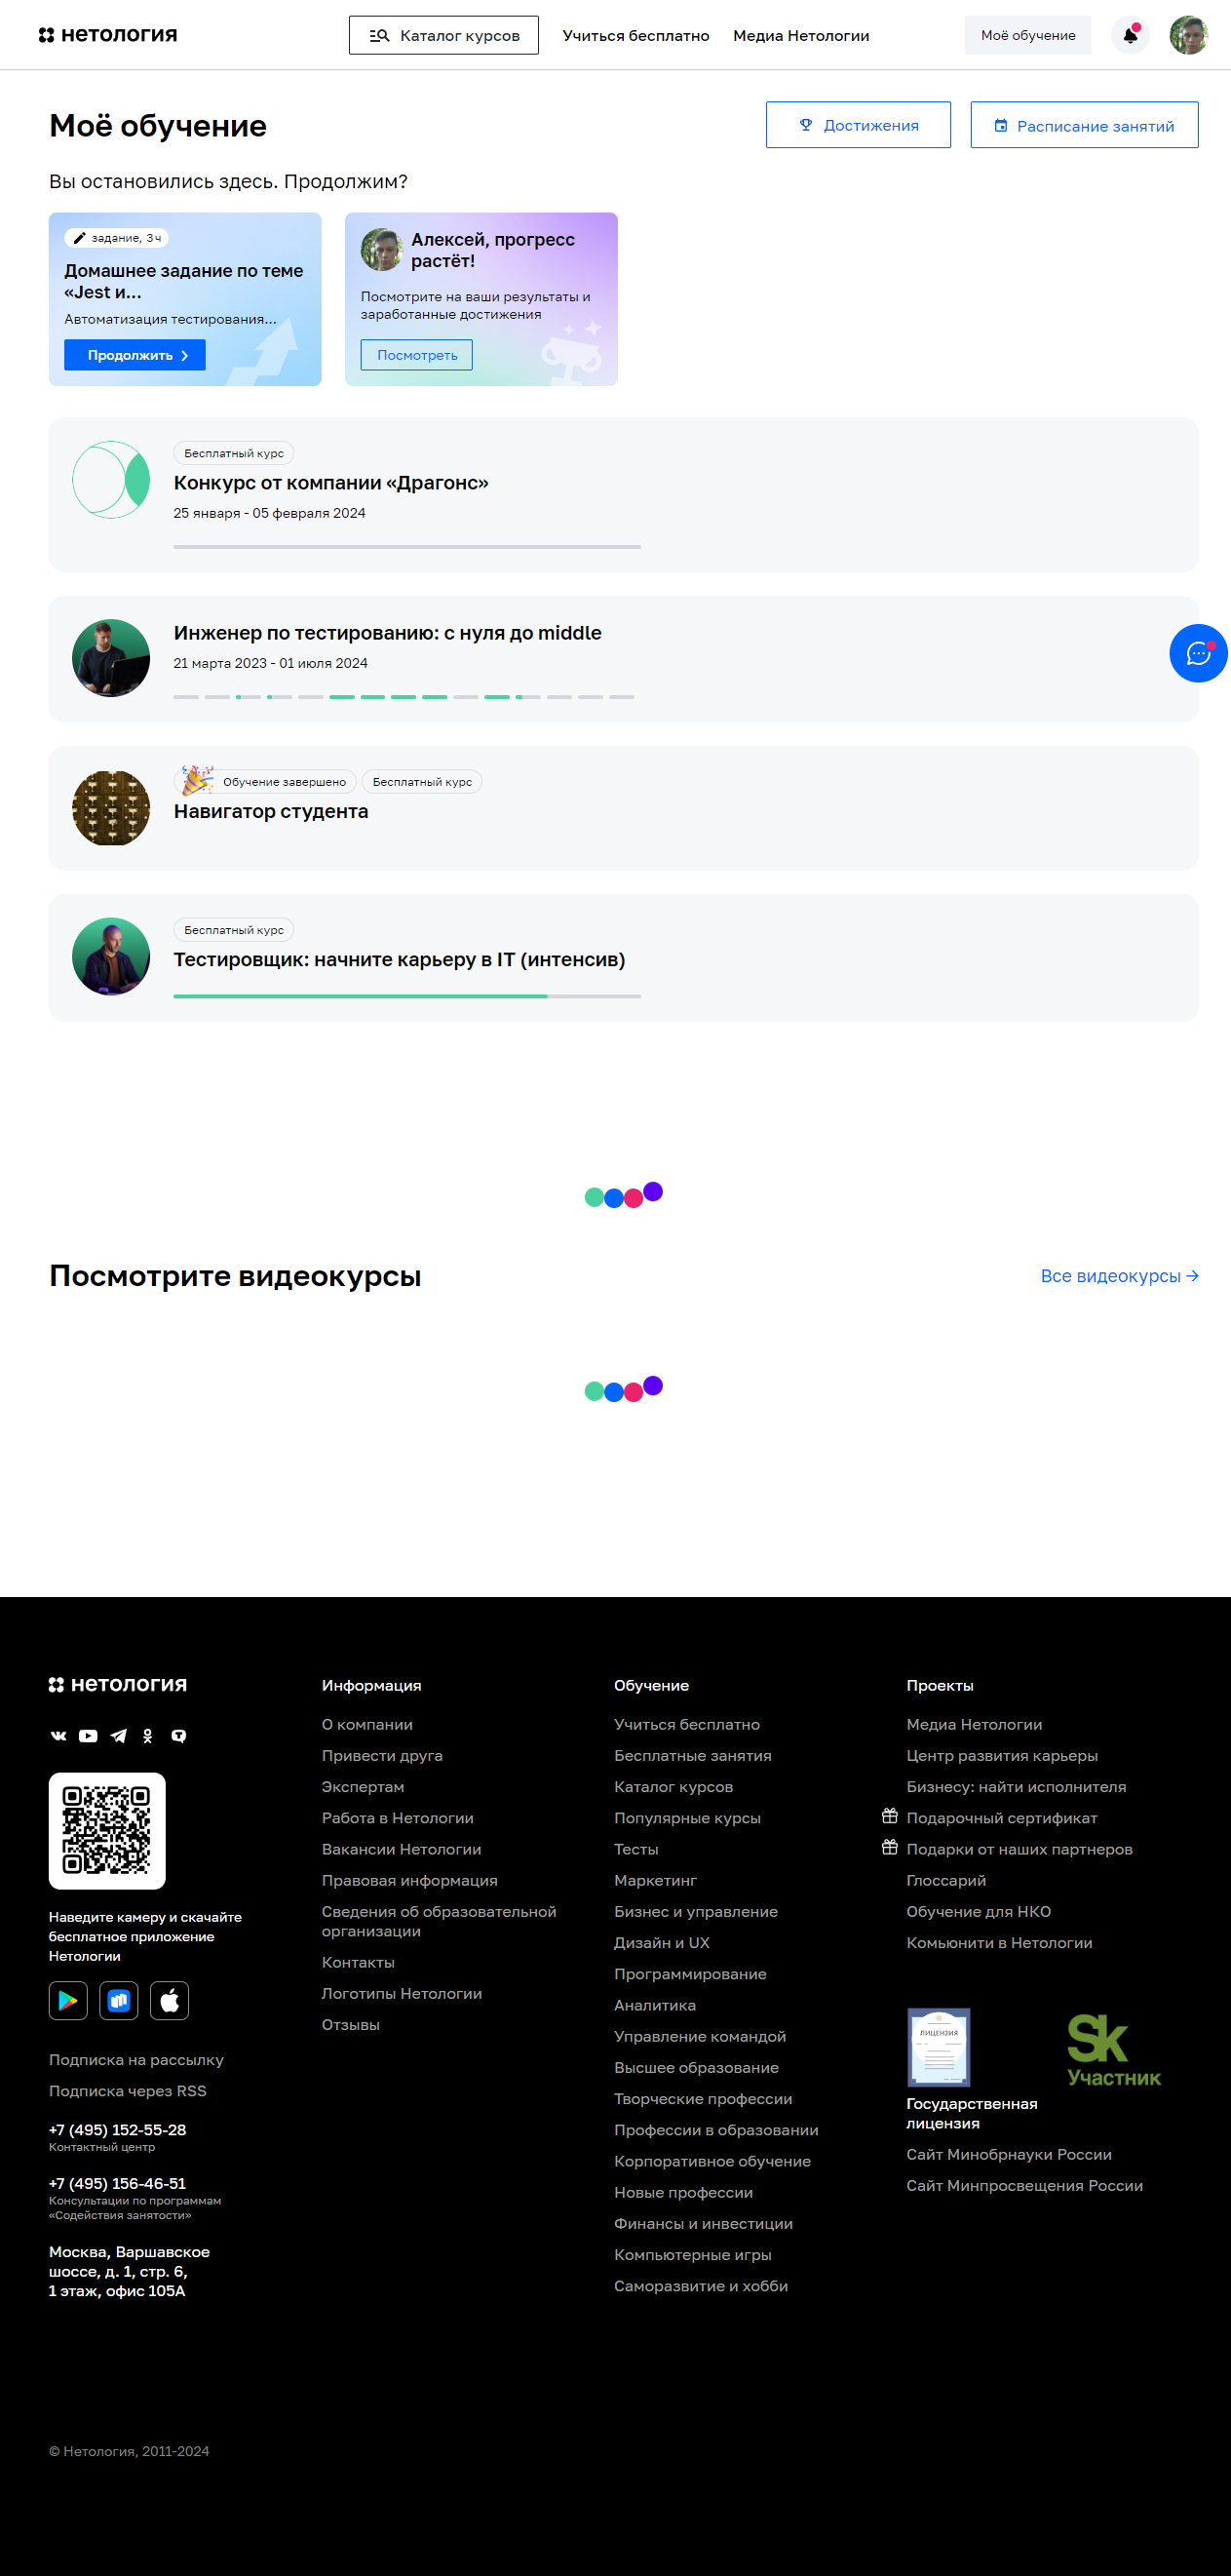 нетология
Каталог курсов
Учиться бесплатно
Медиа Нетологии
Моё обучение
Моё обучение
Достижения
Расписание занятий
Вы остановились здесь. Продолжим?
задание, 3 ч
Домашнее задание по теме
«Jest и...
Автоматизация тестирования...
Продолжить
Алексей, прогресс
растёт!
Посмотрите на ваши результаты и
заработанные достижения
Посмотреть
Бесплатный курс
Конкурс от компании «Драгонс»
25 января - 05 февраля 2024
Инженер по тестированию: с нуля до middle
21 марта 2023 - 01 июля 2024
Обучение завершено
Бесплатный курс
Навигатор студента
Бесплатный курс
Тестировщик: начните карьеру в IT (интенсив)
Посмотрите видеокурсы
Все видеокурсы →
нетология
Наведите камеру и скачайте
бесплатное приложение
Нетологии
Подписка на рассылку
Подписка через RSS
+7 (495) 152-55-28
Контактный центр
+7 (495) 156-46-51
Консультации по программам
«Содействия занятости»
Москва, Варшавское
шоссе, д. 1, стр. 6,
1 этаж, офис 105А
Информация
О компании
Привести друга
Экспертам
Работа в Нетологии
Вакансии Нетологии
Правовая информация
Сведения об образовательной
организации
Контакты
Логотипы Нетологии
Отзывы
Обучение
Учиться бесплатно
Бесплатные занятия
Каталог курсов
Популярные курсы
Тесты
Маркетинг
Бизнес и управление
Дизайн и UX
Программирование
Аналитика
Управление командой
Высшее образование
Творческие профессии
Профессии в образовании
Корпоративное обучение
Новые профессии
Финансы и инвестиции
Компьютерные игры
Саморазвитие и хобби
Проекты
Медиа Нетологии
Центр развития карьеры
Бизнесу: найти исполнителя
Подарочный сертификат
Подарки от наших партнеров
Глоссарий
Обучение для НКО
Комьюнити в Нетологии
ЛИЦЕНЗИЯ
Sk
Участник
Государственная
лицензия
Сайт Минобрнауки России
Сайт Минпросвещения России
© Нетология, 2011-2024